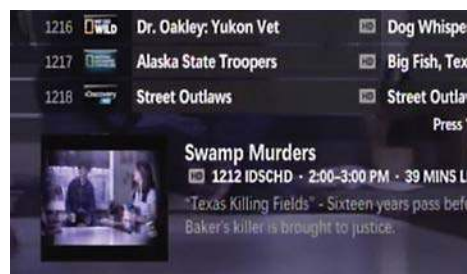 1216 WILD Dr. Oakley: Yukon Vet HD Dog Whispe
1217 Alaska State Troopers HD Big Fish, Tex
1218 Discovery Street Outlaws HD Street Outla
Press
Swamp Murders
HD 1212 IDSCHD · 2:00–3:00 PM · 39 MINS L
"Texas Killing Fields" - Sixteen years pass befo
Baker's killer is brought to justice.